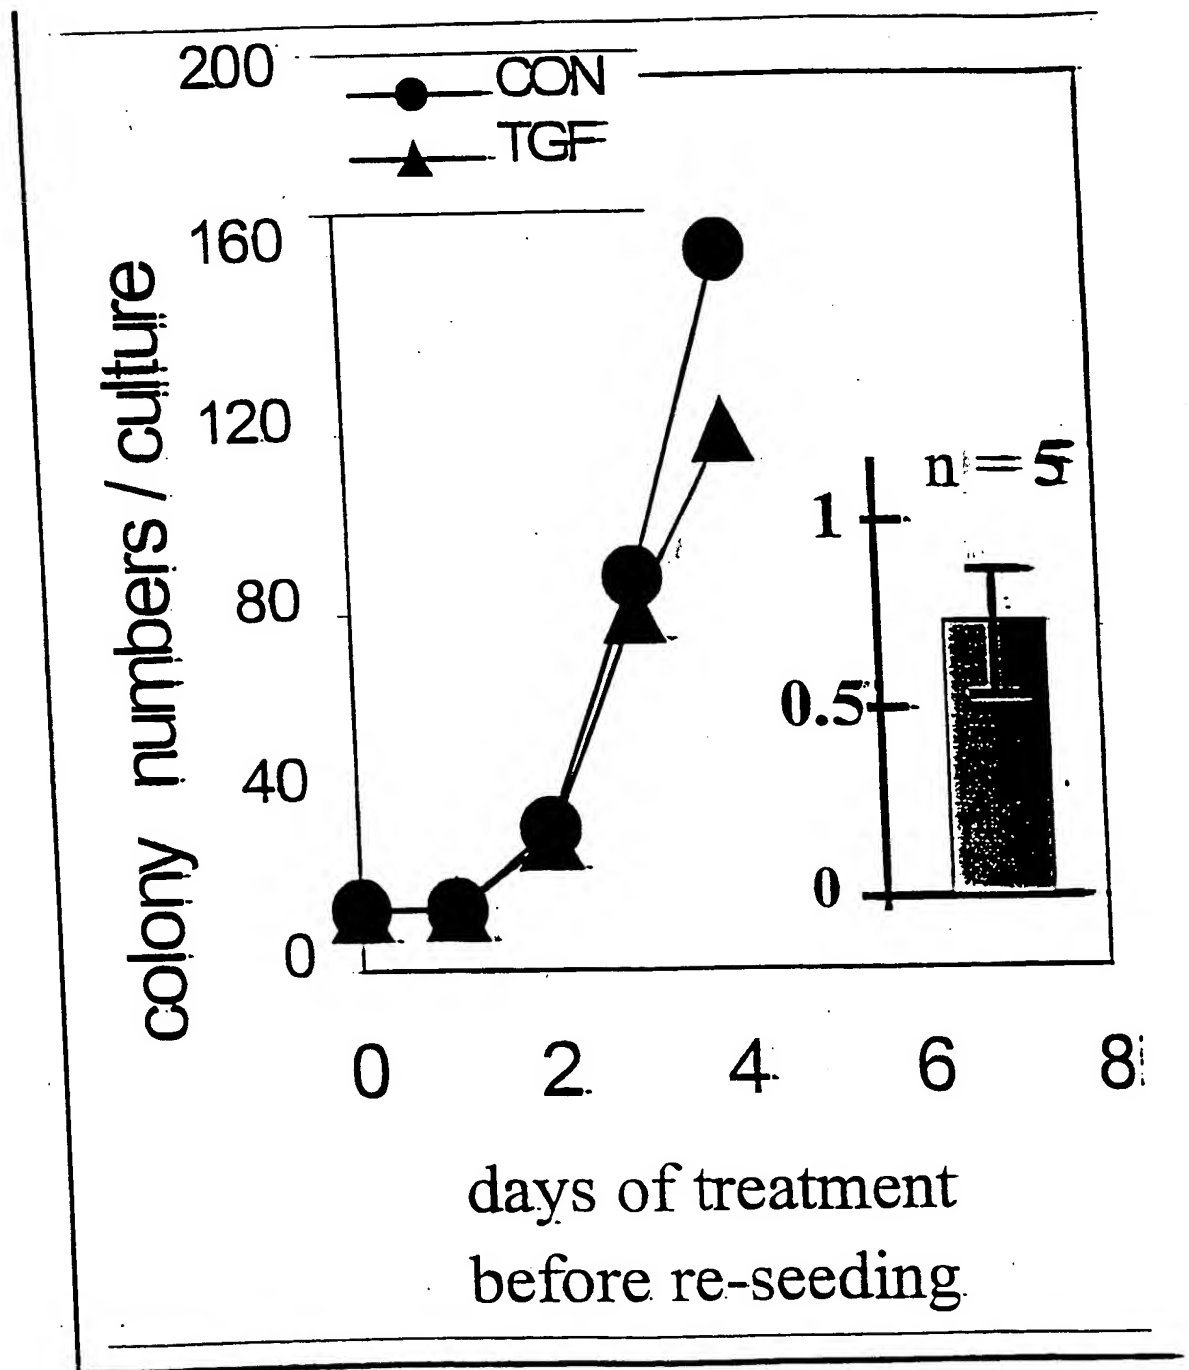 200
CON
TGF
160
120
80
40
0
colony numbers / culture
n = 5
1
0.5
0
0 2 4 6 8
days of treatment
before re-seeding